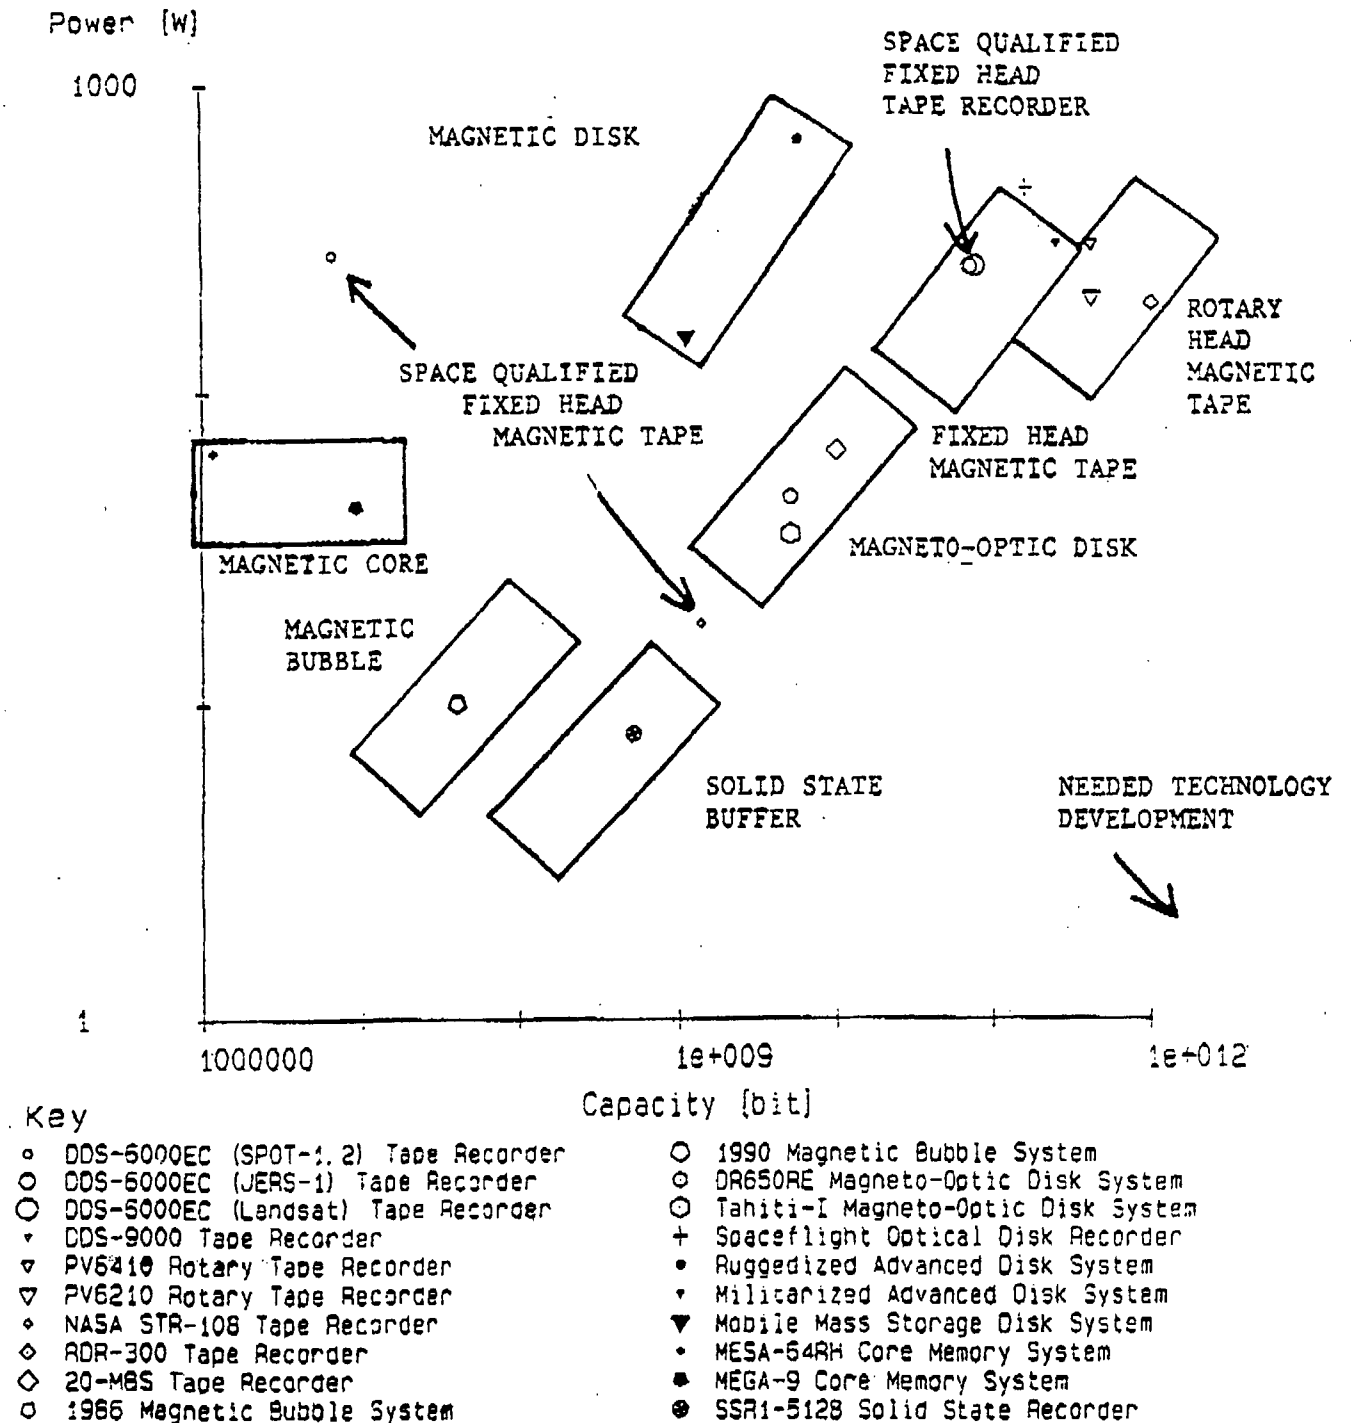 Power [W]
1000
SPACE QUALIFIED
FIXED HEAD
TAPE RECORDER
MAGNETIC DISK
SPACE QUALIFIED
FIXED HEAD
MAGNETIC TAPE
ROTARY
HEAD
MAGNETIC
TAPE
FIXED HEAD
MAGNETIC TAPE
MAGNETO-OPTIC DISK
MAGNETIC CORE
MAGNETIC
BUBBLE
SOLID STATE
BUFFER
NEEDED TECHNOLOGY
DEVELOPMENT
1
1000000
1e+009
1e+012
Capacity [bit]
Key
DDS-6000EC (SPOT-1,2) Tape Recorder
DDS-6000EC (JERS-1) Tape Recorder
DDS-6000EC (Landsat) Tape Recorder
DDS-9000 Tape Recorder
PV6410 Rotary Tape Recorder
PV6210 Rotary Tape Recorder
NASA STR-108 Tape Recorder
RDR-300 Tape Recorder
20-MBS Tape Recorder
1986 Magnetic Bubble System
1990 Magnetic Bubble System
DR650RE Magneto-Optic Disk System
Tahiti-I Magneto-Optic Disk System
Spaceflight Optical Disk Recorder
Ruggedized Advanced Disk System
Militarized Advanced Disk System
Mobile Mass Storage Disk System
MESA-64RH Core Memory System
MEGA-9 Core Memory System
SSR1-5128 Solid State Recorder